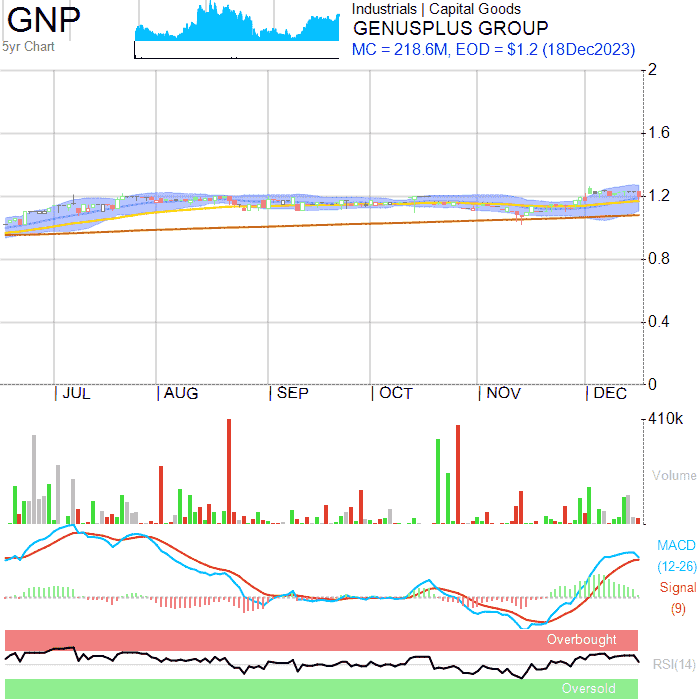 GNP
5yr Chart
Industrials | Capital Goods
GENUSPLUS GROUP
MC = 218.6M, EOD = $1.2 (18Dec2023)
2
1.6
1.2
0.8
0.4
0
JUL AUG SEP OCT NOV DEC
410k
Volume
MACD
(12-26)
Signal
(9)
Overbought
RSI(14)
Oversold